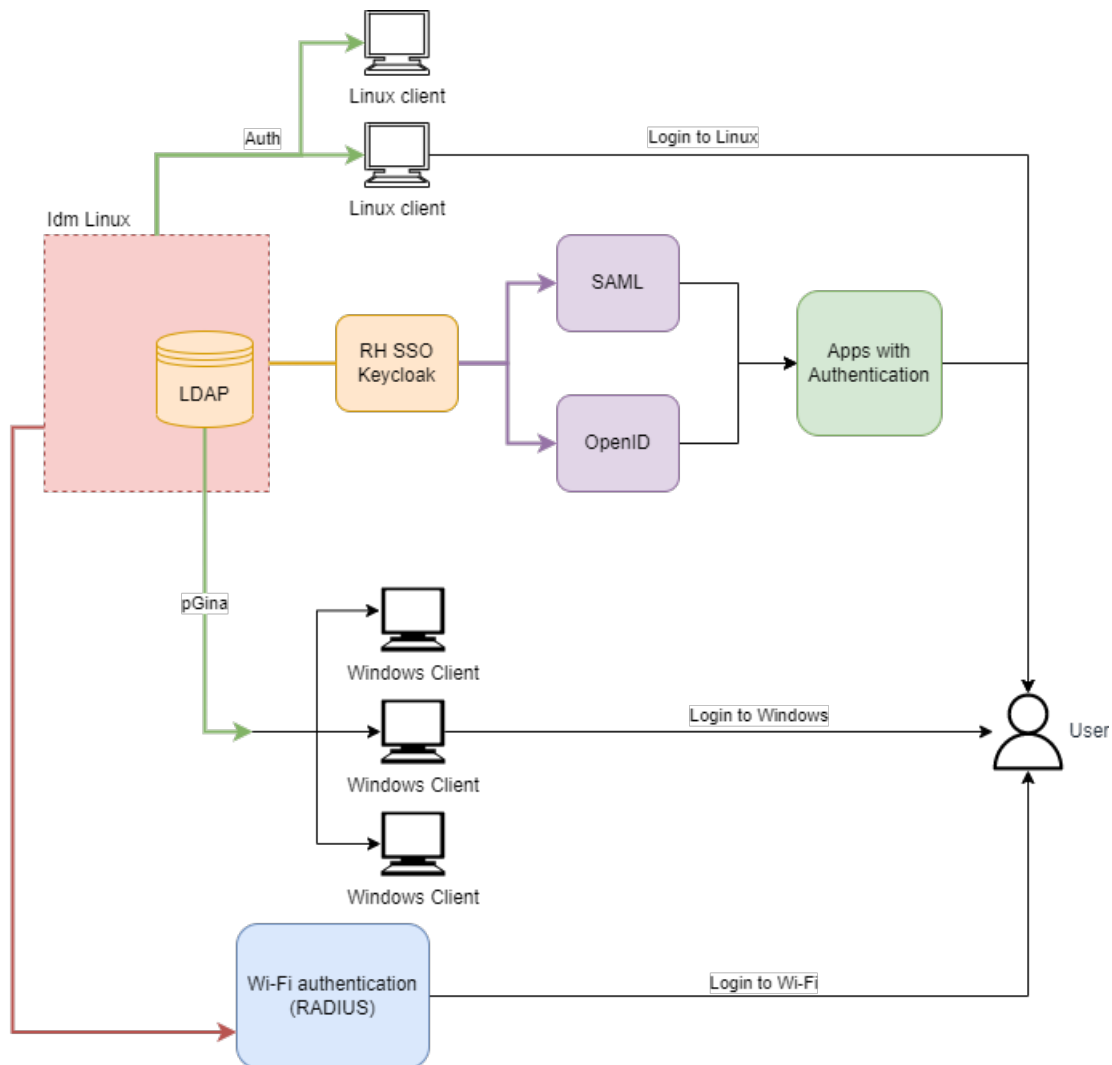 Linux client
Auth
Login to Linux
Linux client
Idm Linux
SAML
RH SSO
Keycloak
Apps with
Authentication
LDAP
OpenID
pGina
Windows Client
Login to Windows
User
Windows Client
Windows Client
Wi-Fi authentication
(RADIUS)
Login to Wi-Fi